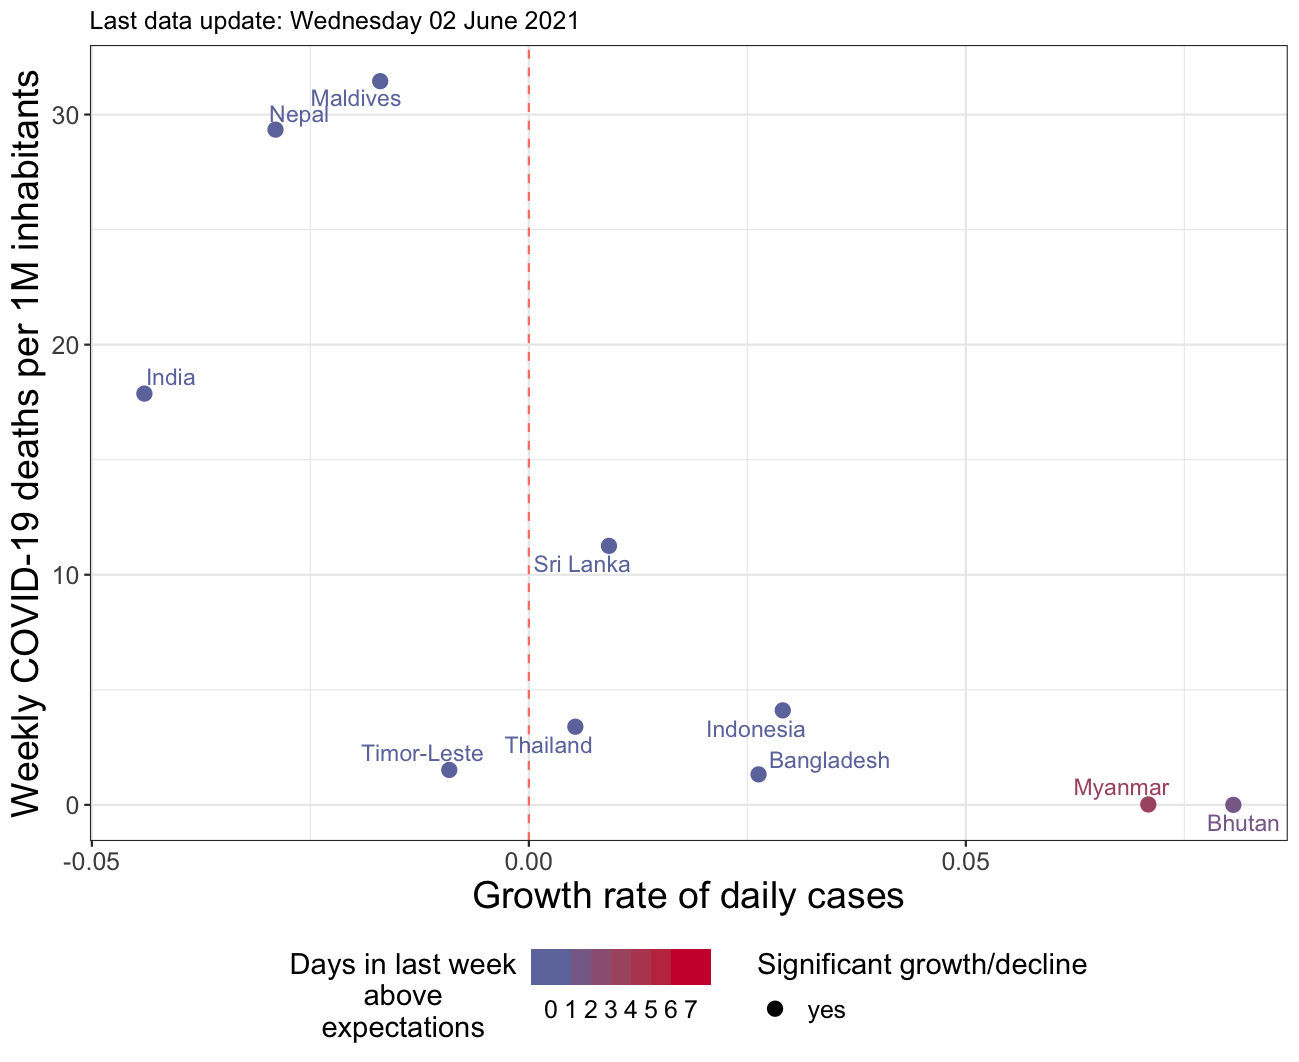 Last data update: Wednesday 02 June 2021
Weekly COVID-19 deaths per 1M inhabitants
30
20
10
0
Maldives
Nepal
India
Sri Lanka
Indonesia
Thailand
Timor-Leste
Bangladesh
Myanmar
Bhutan
-0.05
0.00
0.05
Growth rate of daily cases
Days in last week
above
expectations
0 1 2 3 4 5 6 7
Significant growth/decline
yes